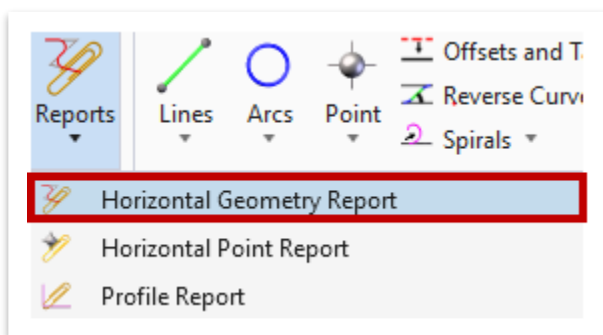 Offsets and T
Reverse Curv
Reports Lines Arcs Point
Spirals
Horizontal Geometry Report
Horizontal Point Report
Profile Report